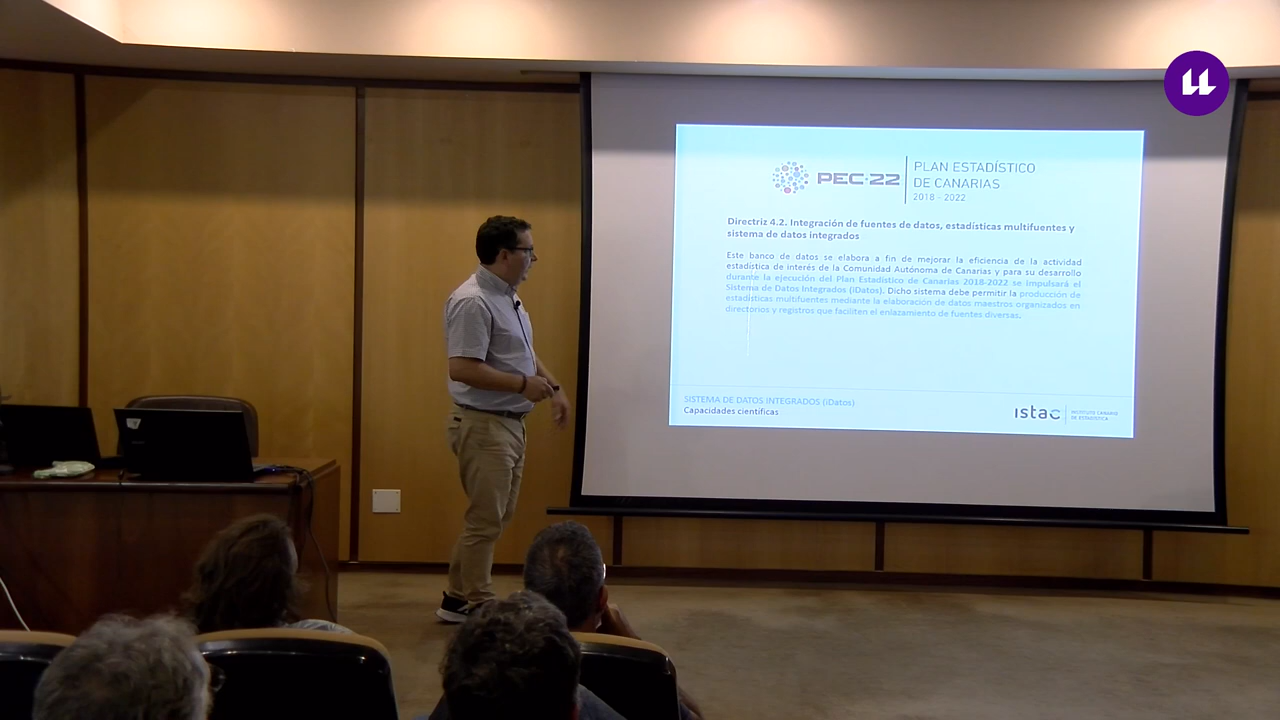 PEC·22
PLAN ESTADÍSTICO
DE CANARIAS
2018 - 2022
Directriz 4.2. Integración de fuentes de datos, estadísticas multifuentes y
sistema de datos integrados
Este banco de datos se elabora a fin de mejorar la eficiencia de la actividad
estadística de interés de la Comunidad Autónoma de Canarias y para su desarrollo
durante la ejecución del Plan Estadístico de Canarias 2018-2022 se impulsará el
Sistema de Datos Integrados (iDatos). Dicho sistema debe permitir la producción de
estadísticas multifuentes mediante la elaboración de datos maestros organizados en
directorios y registros que faciliten el enlazamiento de fuentes diversas.
SISTEMA DE DATOS INTEGRADOS (iDatos)
Capacidades científicas
istac
INSTITUTO CANARIO
DE ESTADÍSTICA